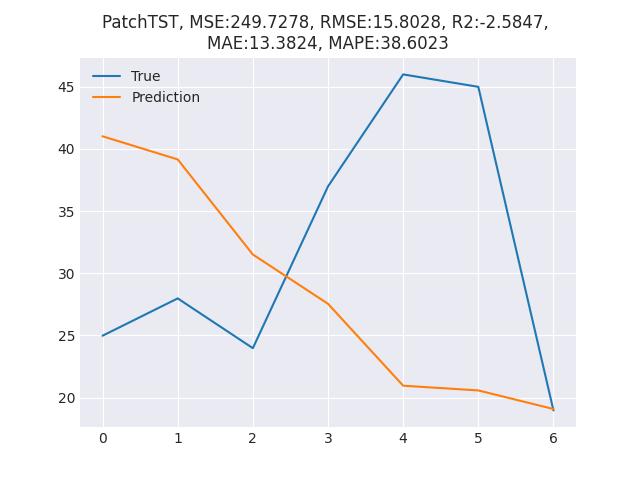 PatchTST, MSE:249.7278, RMSE:15.8028, R2:-2.5847,
MAE:13.3824, MAPE:38.6023
True
Prediction
45
40
35
30
25
20
0 1 2 3 4 5 6